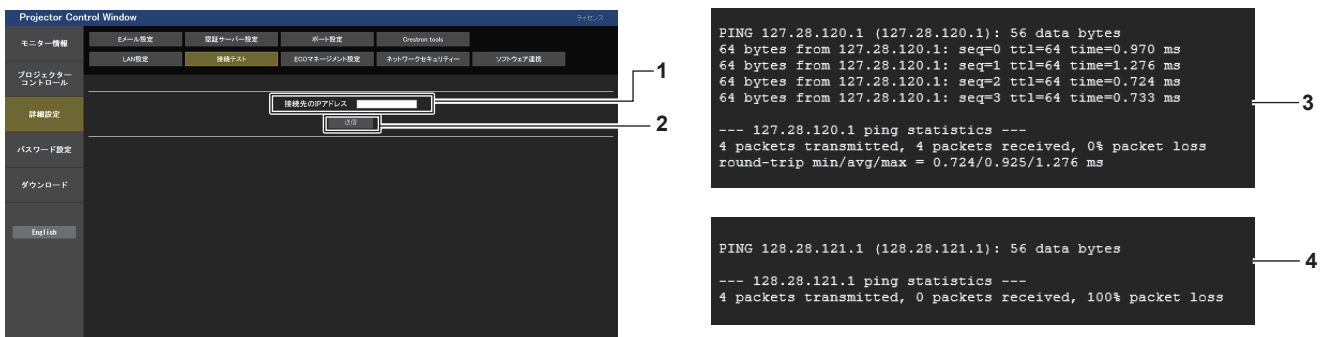 Projector Control Window
ライセンス
モニター情報
プロジェクター
コントロール
詳細設定
パスワード設定
ダウンロード
English
Eメール設定
認証サーバー設定
ポート設定
Crestron tools
LAN設定
接続テスト
ECOマネージメント設定
ネットワークセキュリティー
ソフトウェア連携
接続先のIPアドレス
送信
1
2
PING 127.28.120.1 (127.28.120.1): 56 data bytes
64 bytes from 127.28.120.1: seq=0 ttl=64 time=0.970 ms
64 bytes from 127.28.120.1: seq=1 ttl=64 time=1.276 ms
64 bytes from 127.28.120.1: seq=2 ttl=64 time=0.724 ms
64 bytes from 127.28.120.1: seq=3 ttl=64 time=0.733 ms
--- 127.28.120.1 ping statistics ---
4 packets transmitted, 4 packets received, 0% packet loss
round-trip min/avg/max = 0.724/0.925/1.276 ms
3
PING 128.28.121.1 (128.28.121.1): 56 data bytes
--- 128.28.121.1 ping statistics ---
4 packets transmitted, 0 packets received, 100% packet loss
4